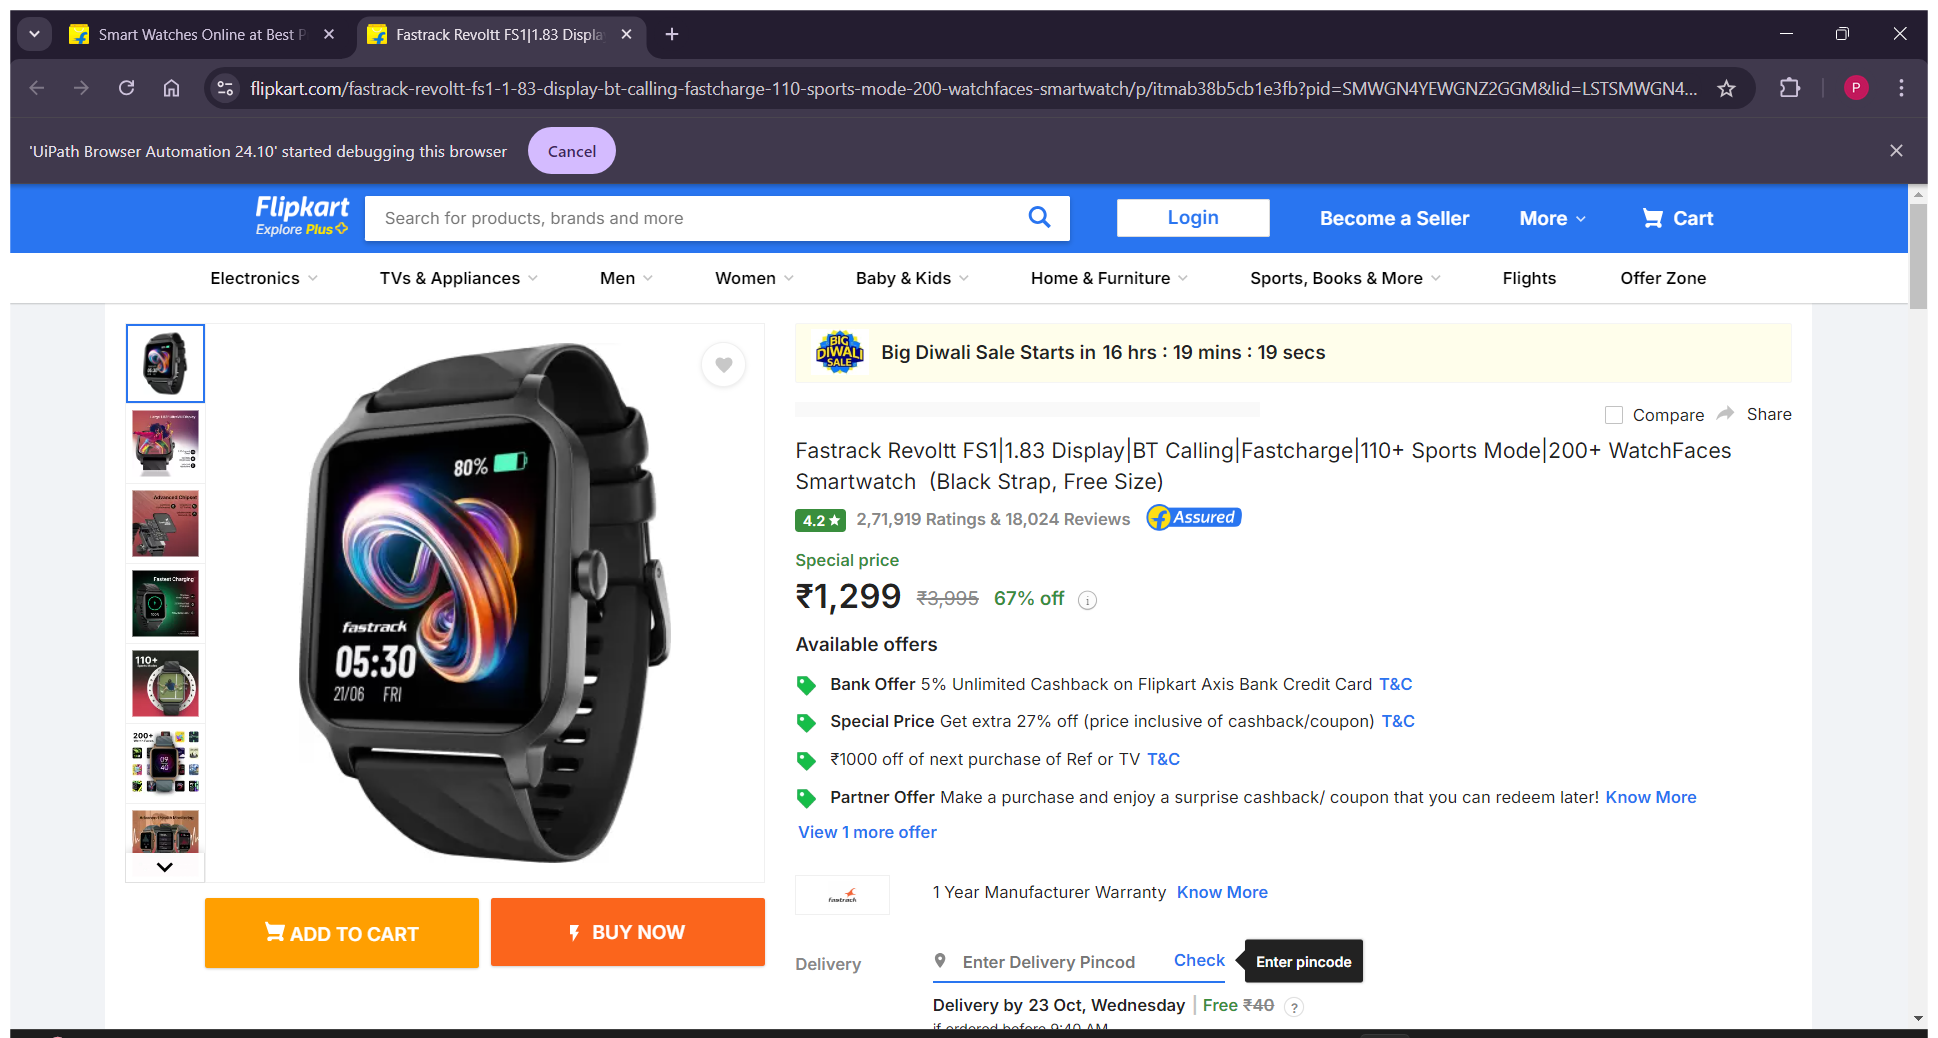 Smart Watches Online at Best P
Fastrack Revoltt FS1|1.83 Displa
flipkart.com/fastrack-revoltt-fs1-1-83-display-bt-calling-fastcharge-110-sports-mode-200-watchfaces-smartwatch/p/itmab38b5cb1e3fb?pid=SMWGN4YEWGNZ2GGM&lid=LSTSMWGN4...
P
'UiPath Browser Automation 24.10' started debugging this browser
Cancel
Flipkart
Explore Plus
Search for products, brands and more
Login
Become a Seller
More
Cart
Electronics
TVs & Appliances
Men
Women
Baby & Kids
Home & Furniture
Sports, Books & More
Flights
Offer Zone
BIG DIWALI SALE
Big Diwali Sale Starts in 16 hrs : 19 mins : 19 secs
Compare
Share
Fastrack Revoltt FS1|1.83 Display|BT Calling|Fastcharge|110+ Sports Mode|200+ WatchFaces
Smartwatch (Black Strap, Free Size)
4.2★
2,71,919 Ratings & 18,024 Reviews
Assured
Special price
₹1,299 ₹3,995 67% off
Available offers
Bank Offer 5% Unlimited Cashback on Flipkart Axis Bank Credit Card T&C
Special Price Get extra 27% off (price inclusive of cashback/coupon) T&C
₹1000 off of next purchase of Ref or TV T&C
Partner Offer Make a purchase and enjoy a surprise cashback/ coupon that you can redeem later! Know More
View 1 more offer
80%
fastrack
05:30
21/06 FRI
Advanced Chipset
Fastest Charging
110+
200+
09
40
ADD TO CART
BUY NOW
fastrack
1 Year Manufacturer Warranty Know More
Delivery
Enter Delivery Pincod
Check
Enter pincode
Delivery by 23 Oct, Wednesday | Free ₹40 ?
if ordered before 9:40 AM